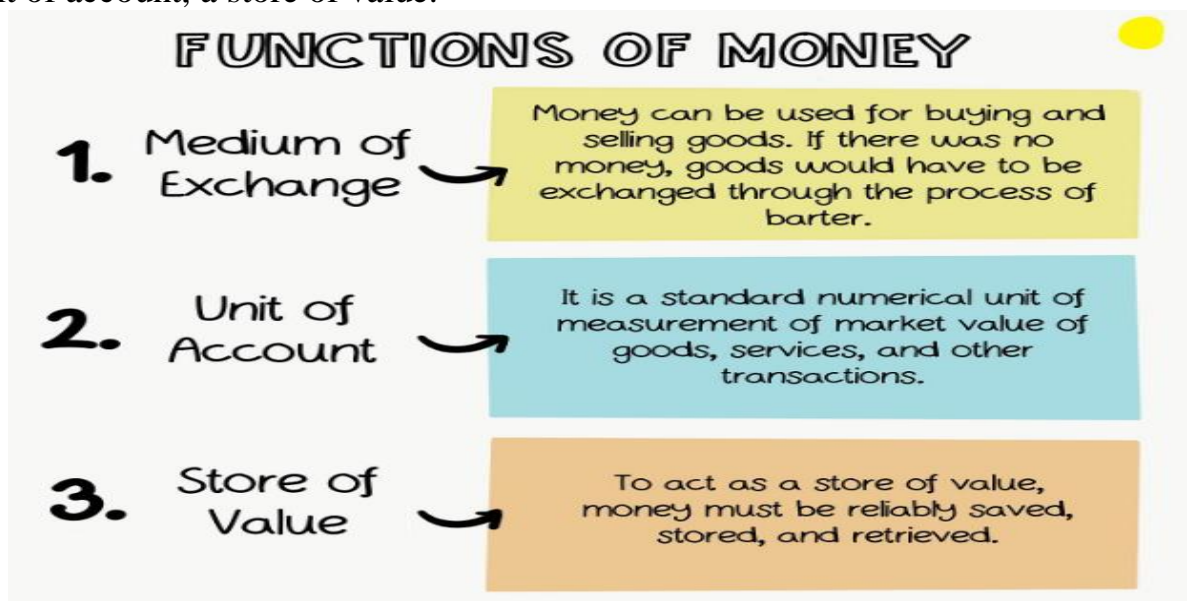 a store of value.
FUNCTIONS OF MONEY
1. Medium of
Exchange
Money can be used for buying and
selling goods. If there was no
money, goods would have to be
exchanged through the process of
barter.
2. Unit of
Account
It is a standard numerical unit of
measurement of market value of
goods, services, and other
transactions.
3. Store of
Value
To act as a store of value,
money must be reliably saved,
stored, and retrieved.